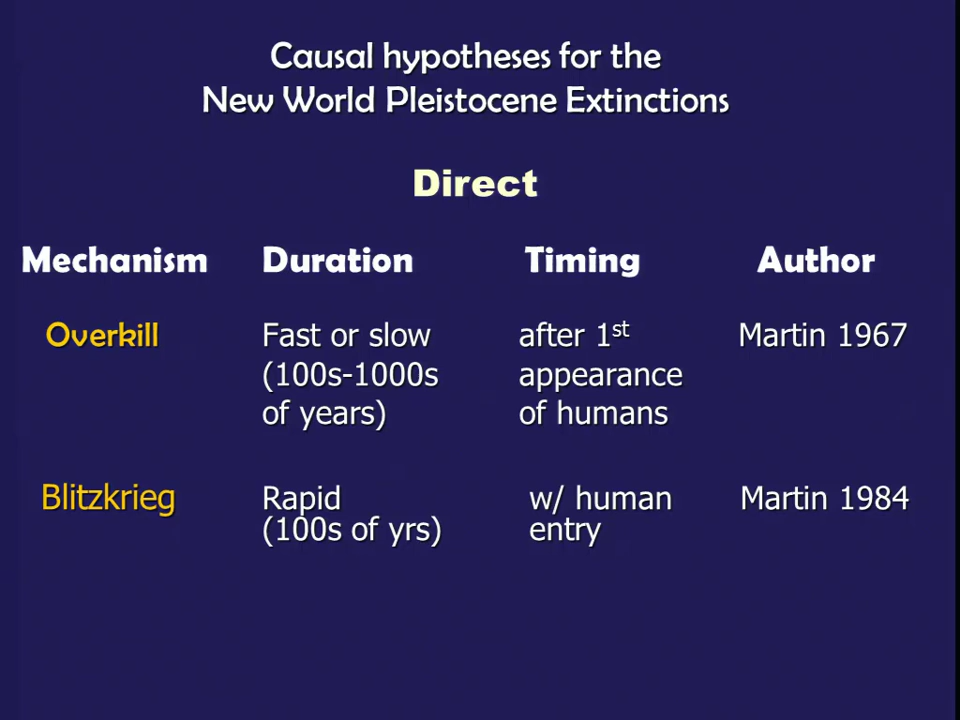 Causal hypotheses for the
New World Pleistocene Extinctions
Direct
Mechanism Duration Timing Author
Overkill Fast or slow after 1st Martin 1967
(100s-1000s appearance
of years) of humans
Blitzkrieg Rapid w/ human Martin 1984
(100s of yrs) entry